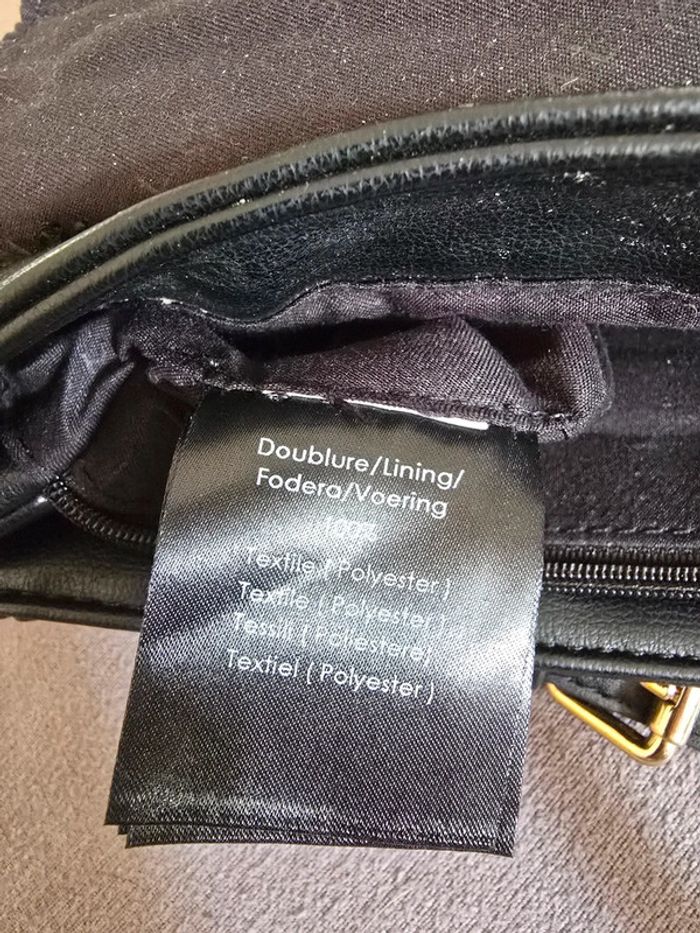 Doublure/Lining/
Fodera/Voering
100%
Textile ( Polyester )
Textile ( Polyester )
Tessili ( Poliestere)
Textiel ( Polyester )